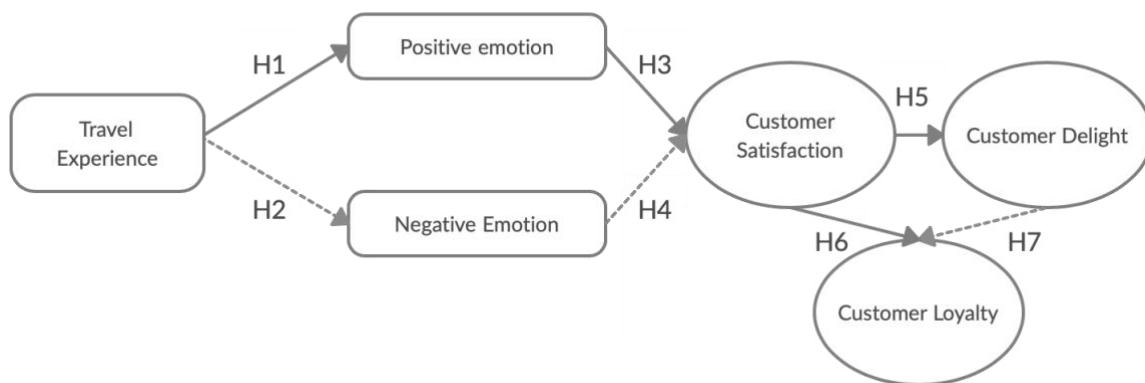 Positive emotion
H1
H3
Travel
Experience
Customer
Satisfaction
H5
Customer Delight
H2
Negative Emotion
H4
H6
H7
Customer Loyalty